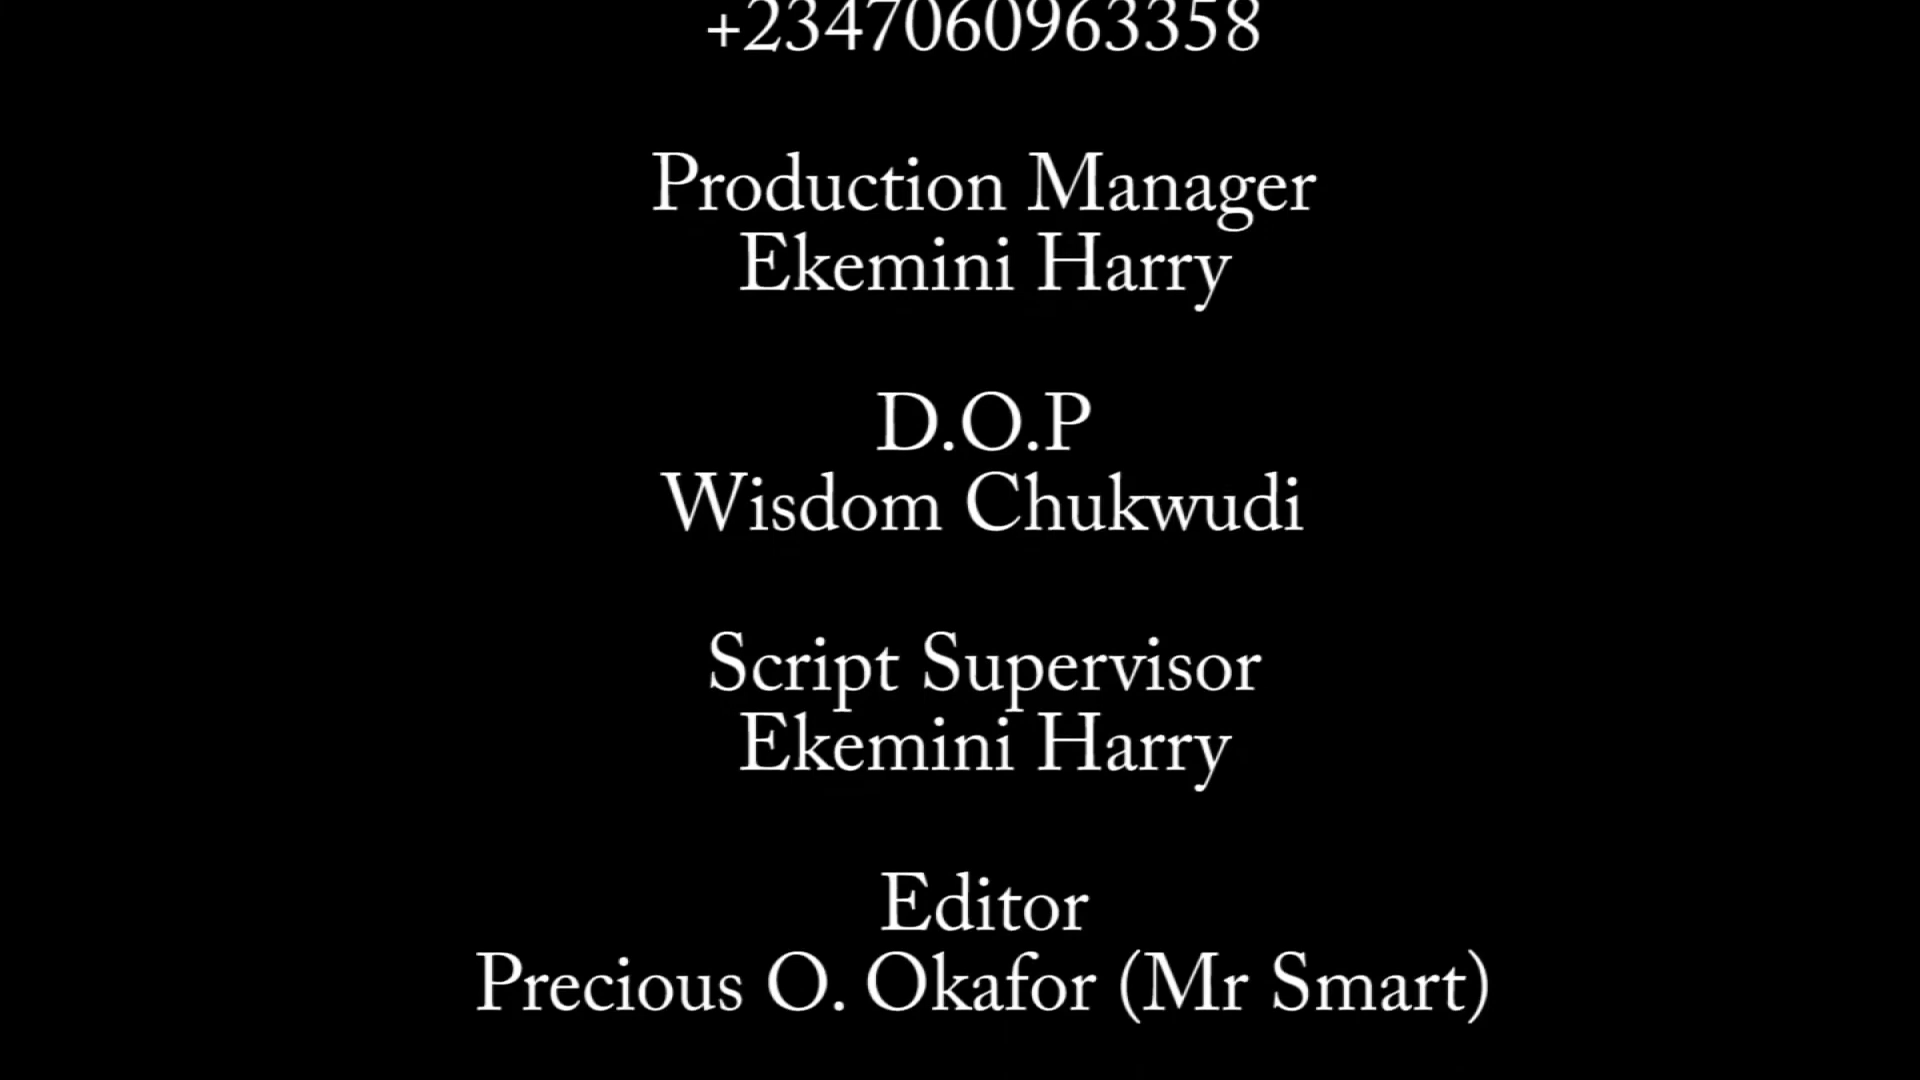 +2347060963358
Production Manager
Ekemini Harry
D.O.P
Wisdom Chukwudi
Script Supervisor
Ekemini Harry
Editor
Precious O. Okafor (Mr Smart)